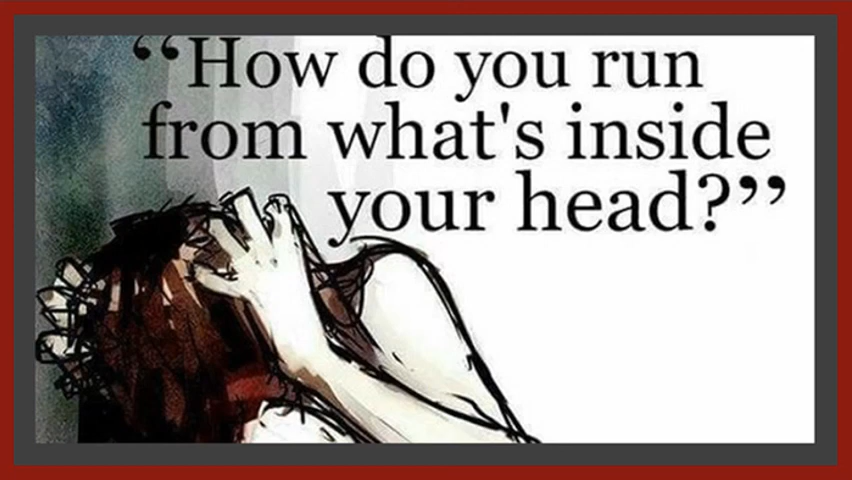 “How do you run
from what's inside
your head?”